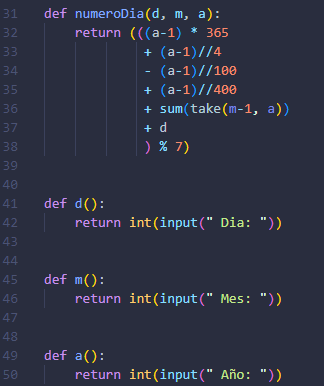 31 def numeroDia(d, m, a):
32     return (((a-1) * 365
33              + (a-1)//4
34              - (a-1)//100
35              + (a-1)//400
36              + sum(take(m-1, a))
37              + d
38              ) % 7)
39
40
41 def d():
42     return int(input(" Dia: "))
43
44
45 def m():
46     return int(input(" Mes: "))
47
48
49 def a():
50     return int(input(" Año: "))